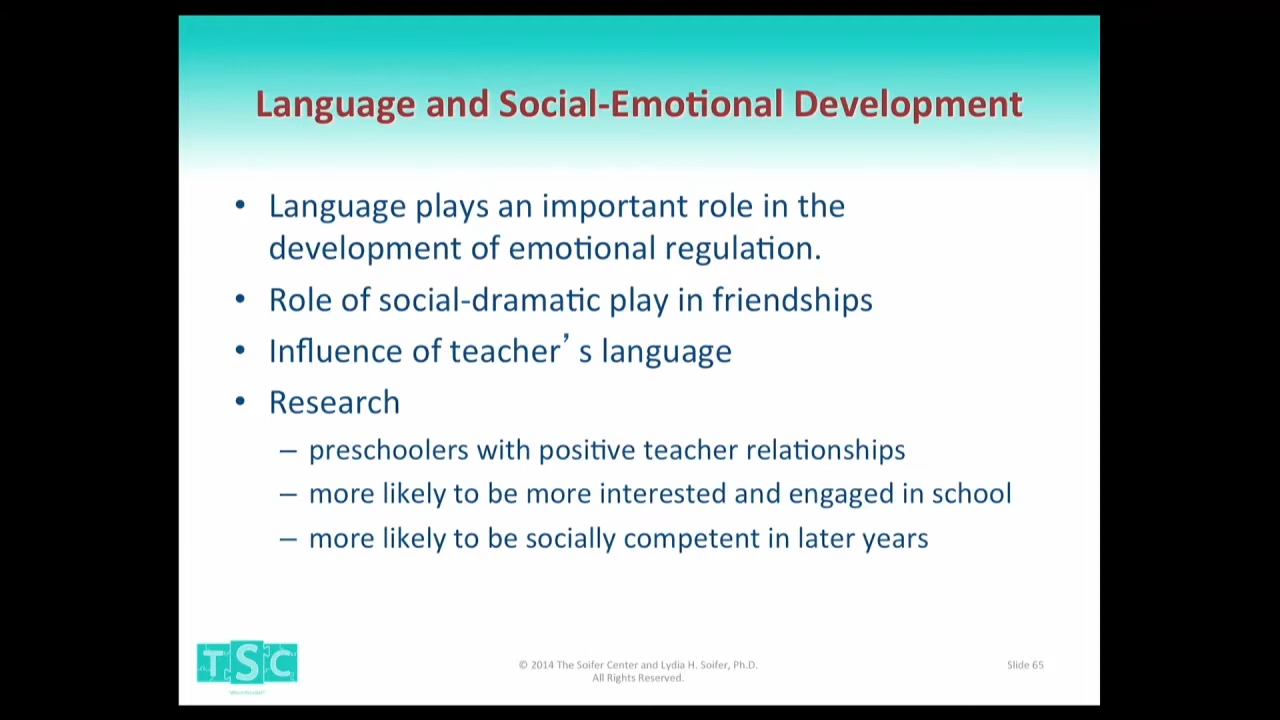 Language and Social-Emotional Development
• Language plays an important role in the
development of emotional regulation.
• Role of social-dramatic play in friendships
• Influence of teacher’s language
• Research
– preschoolers with positive teacher relationships
– more likely to be more interested and engaged in school
– more likely to be socially competent in later years
TSC
© 2014 The Soifer Center and Lydia H. Soifer, Ph.D.
All Rights Reserved.
Slide 65